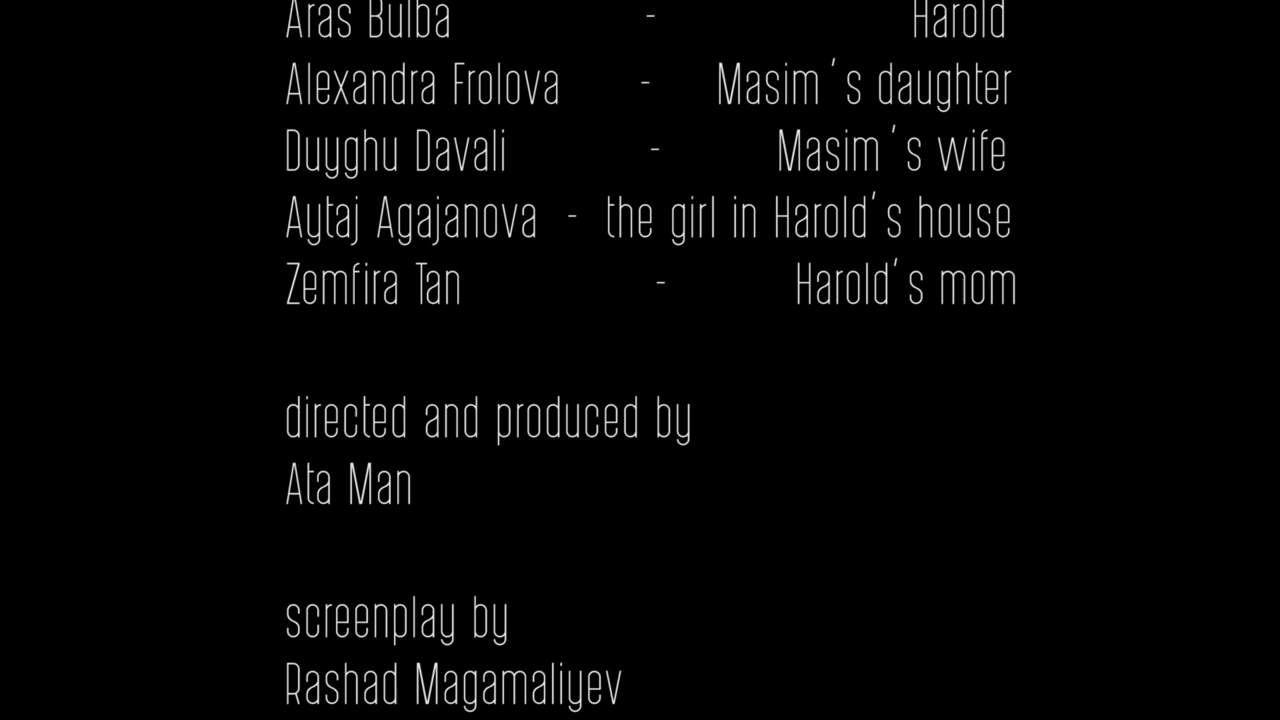 Aras Bulba - Harold
Alexandra Frolova - Masim's daughter
Duyghu Davali - Masim's wife
Aytaj Agajanova - the girl in Harold's house
Zemfira Tan - Harold's mom
directed and produced by
Ata Man
screenplay by
Rashad Magamaliyev